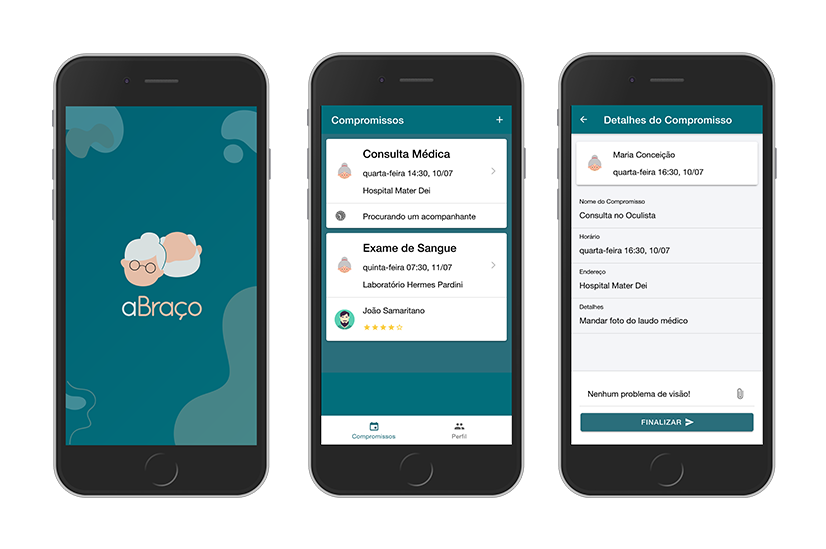 aBraço
Compromissos +
Consulta Médica
quarta-feira 14:30, 10/07
Hospital Mater Dei
Procurando um acompanhante
Exame de Sangue
quinta-feira 07:30, 11/07
Laboratório Hermes Pardini
João Samaritano
Compromissos
Perfil
Detalhes do Compromisso
Maria Conceição
quarta-feira 16:30, 10/07
Nome do Compromisso
Consulta no Oculista
Horário
quarta-feira 16:30, 10/07
Endereço
Hospital Mater Dei
Detalhes
Mandar foto do laudo médico
Nenhum problema de visão!
FINALIZAR